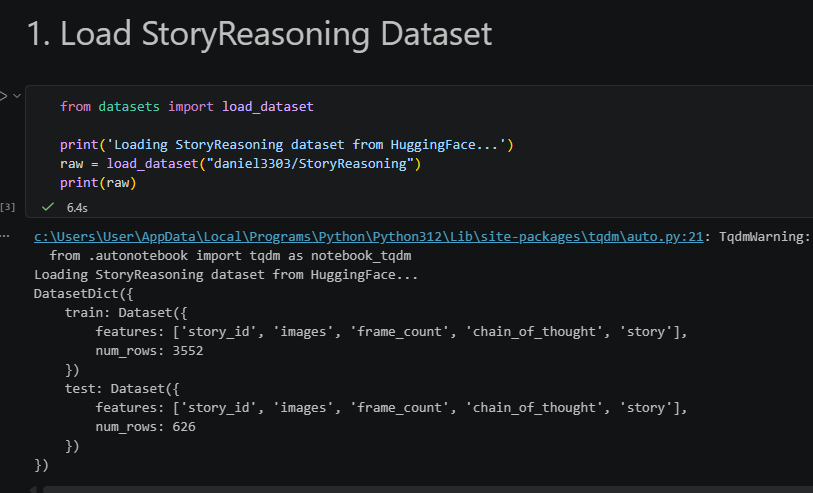 1. Load StoryReasoning Dataset
from datasets import load_dataset
print('Loading StoryReasoning dataset from HuggingFace...')
raw = load_dataset("daniel3303/StoryReasoning")
print(raw)
[3]
6.4s
... c:\Users\User\AppData\Local\Programs\Python\Python312\Lib\site-packages\tqdm\auto.py:21: TqdmWarning:
from .autonotebook import tqdm as notebook_tqdm
Loading StoryReasoning dataset from HuggingFace...
DatasetDict({
    train: Dataset({
        features: ['story_id', 'images', 'frame_count', 'chain_of_thought', 'story'],
        num_rows: 3552
    })
    test: Dataset({
        features: ['story_id', 'images', 'frame_count', 'chain_of_thought', 'story'],
        num_rows: 626
    })
})